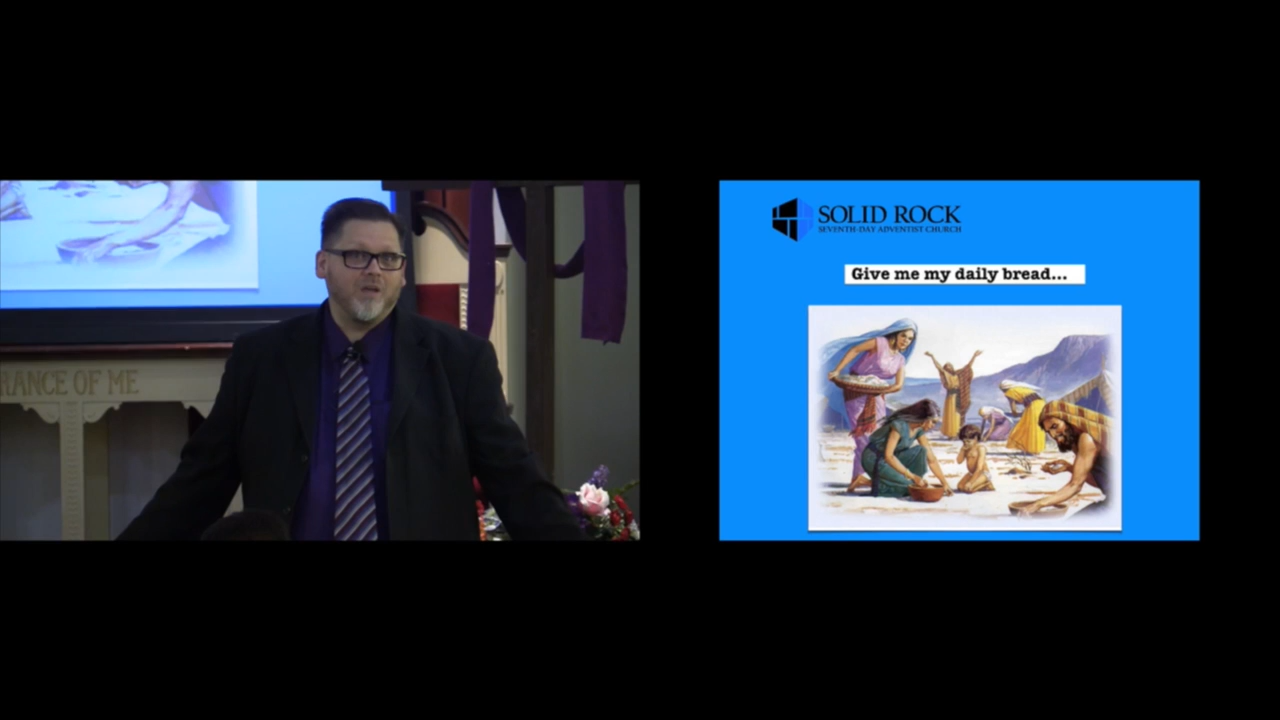 RANCE OF ME
SOLID ROCK
SEVENTH-DAY ADVENTIST CHURCH
Give me my daily bread...